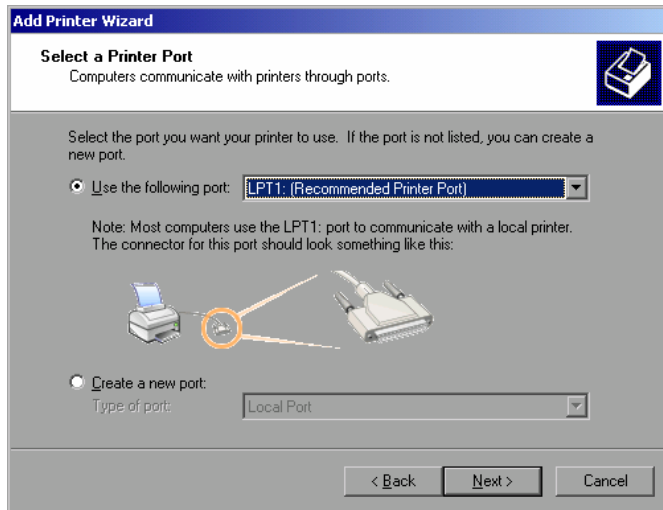 Add Printer Wizard
Select a Printer Port
Computers communicate with printers through ports.
Select the port you want your printer to use. If the port is not listed, you can create a
new port.
Use the following port: LPT1: (Recommended Printer Port)
Note: Most computers use the LPT1: port to communicate with a local printer.
The connector for this port should look something like this:
Create a new port:
Type of port: Local Port
< Back Next > Cancel